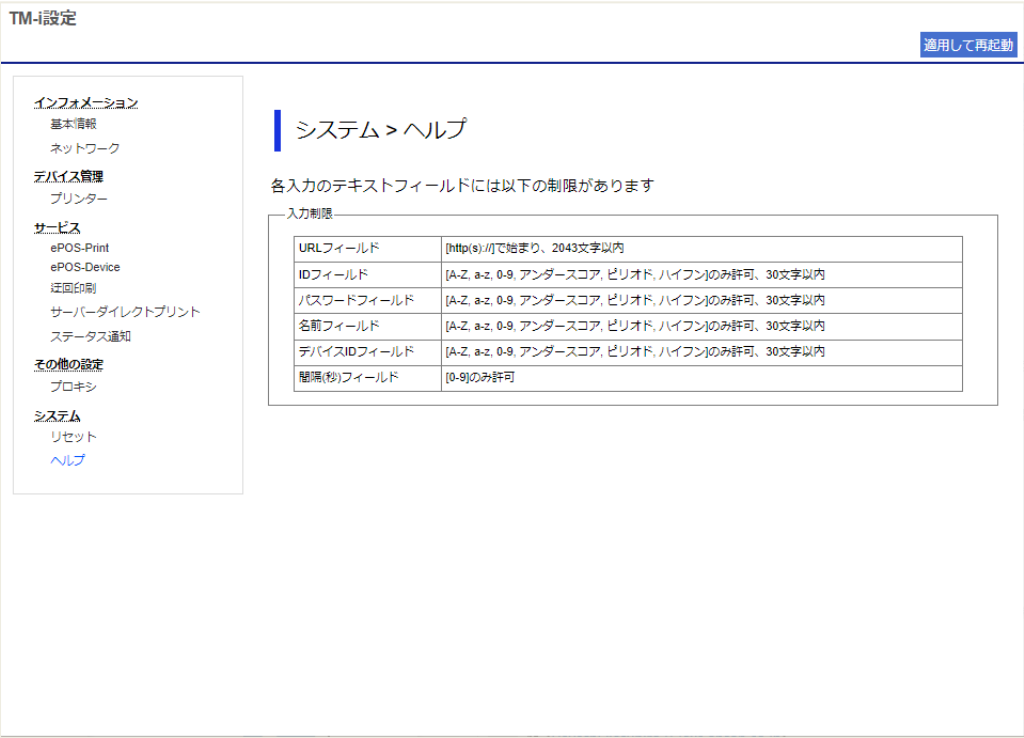 TM-i設定
適用して再起動
インフォメーション
基本情報
ネットワーク
デバイス管理
プリンター
サービス
ePOS-Print
ePOS-Device
迂回印刷
サーバーダイレクトプリント
ステータス通知
その他の設定
プロキシ
システム
リセット
ヘルプ
システム > ヘルプ
各入力のテキストフィールドには以下の制限があります
入力制限
URLフィールド [http(s)://]で始まり、2043文字以内
IDフィールド [A-Z, a-z, 0-9, アンダースコア, ピリオド, ハイフン]のみ許可、30文字以内
パスワードフィールド [A-Z, a-z, 0-9, アンダースコア, ピリオド, ハイフン]のみ許可、30文字以内
名前フィールド [A-Z, a-z, 0-9, アンダースコア, ピリオド, ハイフン]のみ許可、30文字以内
デバイスIDフィールド [A-Z, a-z, 0-9, アンダースコア, ピリオド, ハイフン]のみ許可、30文字以内
間隔(秒)フィールド [0-9]のみ許可